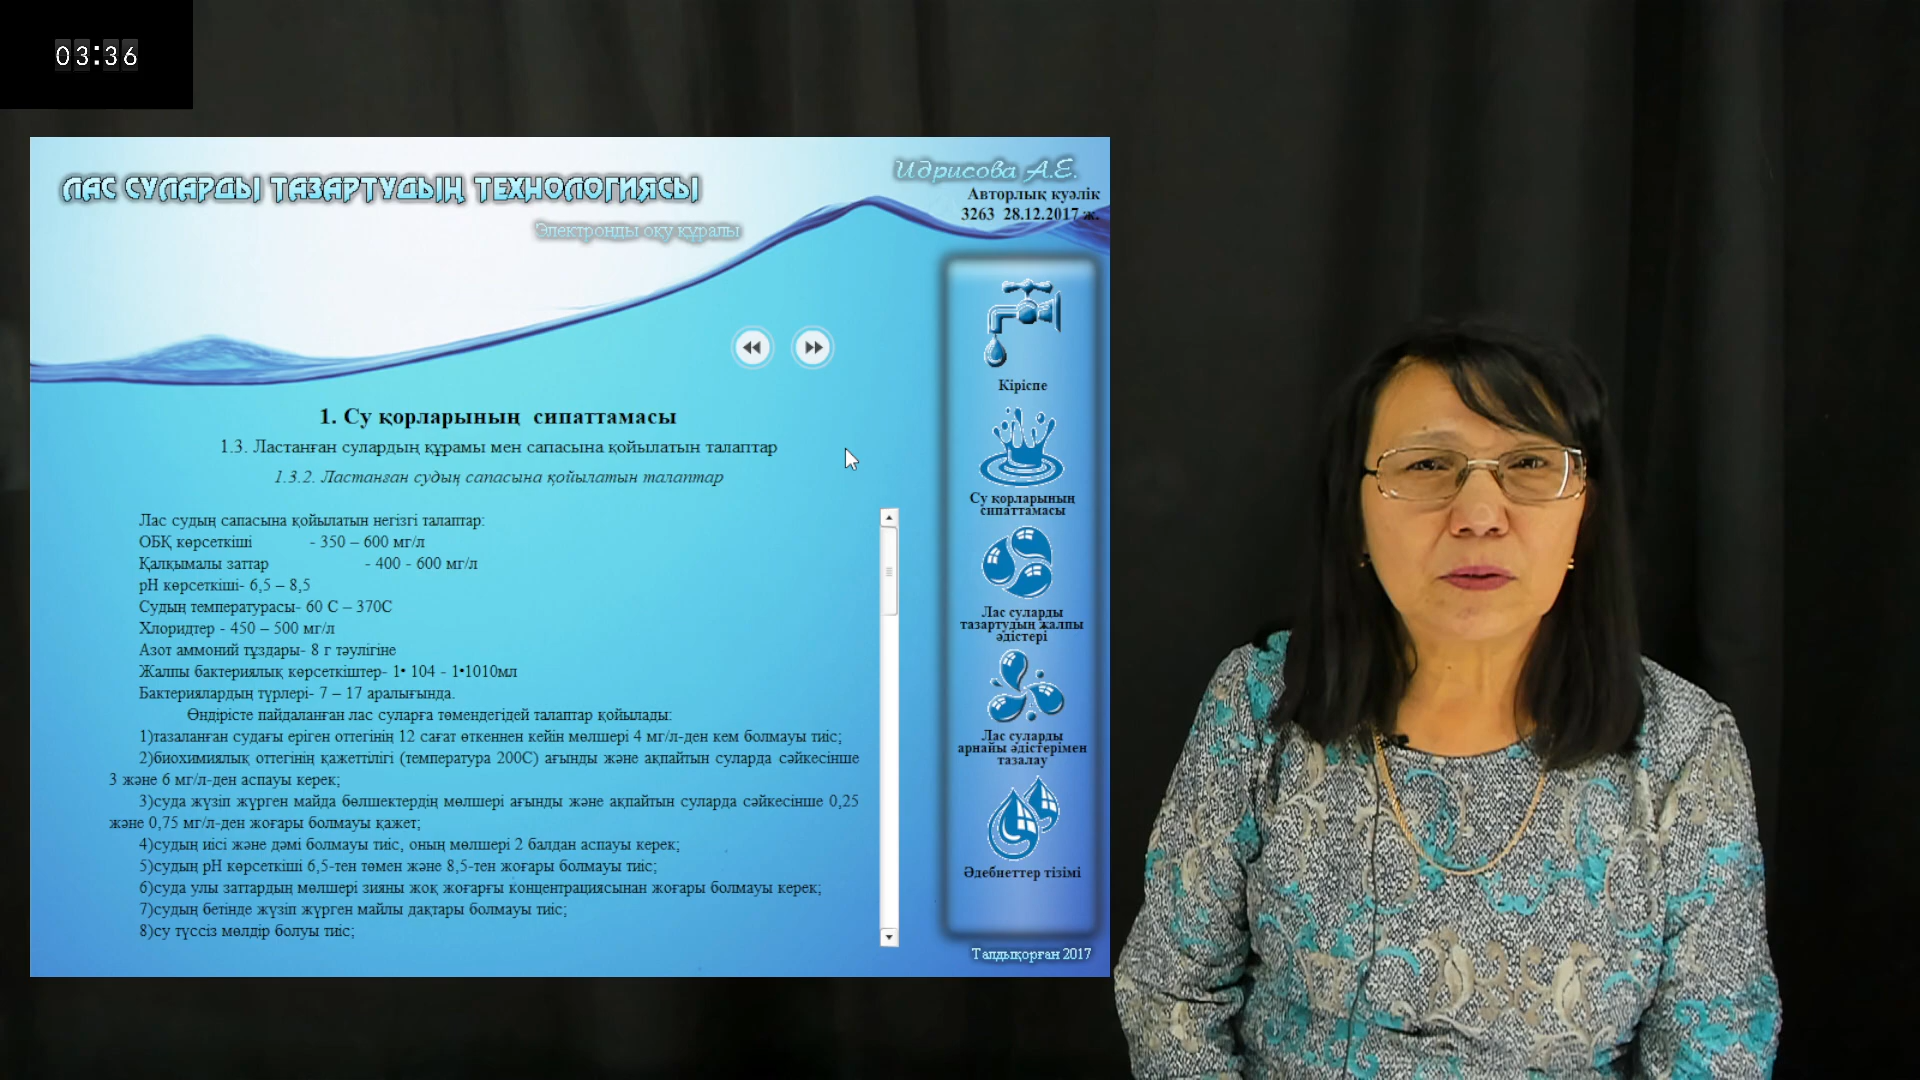 03:36
ЛАС СУЛАРДЫ ТАЗАРТУДЫҢ ТЕХНОЛОГИЯСЫ
Электронды оқу құралы
Идрисова А.Е.
Авторлық куәлік
3263 28.12.2017 ж.
1. Су қорларының сипаттамасы
1.3. Ластанған сулардың құрамы мен сапасына қойылатын талаптар
1.3.2. Ластанған судың сапасына қойылатын талаптар
Лас судың сапасына қойылатын негізгі талаптар:
ОБҚ көрсеткіші - 350 – 600 мг/л
Қалқымалы заттар - 400 - 600 мг/л
рН көрсеткіші- 6,5 – 8,5
Судың температурасы- 60 С – 370С
Хлоридтер - 450 – 500 мг/л
Азот аммоний тұздары- 8 г тәулігіне
Жалпы бактериялық көрсеткіштер- 1• 104 - 1•1010мл
Бактериялардың түрлері- 7 – 17 аралығында.
Өндірісте пайдаланған лас суларға төмендегідей талаптар қойылады:
1)тазаланған судағы еріген оттегінің 12 сағат өткеннен кейін мөлшері 4 мг/л-ден кем болмауы тиіс;
2)биохимиялық оттегінің қажеттілігі (температура 200С) ағынды және ақпайтын суларда сәйкесінше
3 және 6 мг/л-ден аспауы керек;
3)суда жүзіп жүрген майда бөлшектердің мөлшері ағынды және ақпайтын суларда сәйкесінше 0,25
және 0,75 мг/л-ден жоғары болмауы қажет;
4)судың иісі және дәмі болмауы тиіс, оның мөлшері 2 балдан аспауы керек;
5)судың рН көрсеткіші 6,5-тен төмен және 8,5-тен жоғары болмауы тиіс;
6)суда улы заттардың мөлшері зияны жоқ жоғарғы концентрациясынан жоғары болмауы керек;
7)судың бетінде жүзіп жүрген майлы дақтары болмауы тиіс;
8)су түссіз мөлдір болуы тиіс;
Кіріспе
Су қорларының
сипаттамасы
Лас суларды
тазартудың жалпы
әдістері
Лас суларды
арнайы әдістерімен
тазалау
Әдебиеттер тізімі
Талдықорған 2017